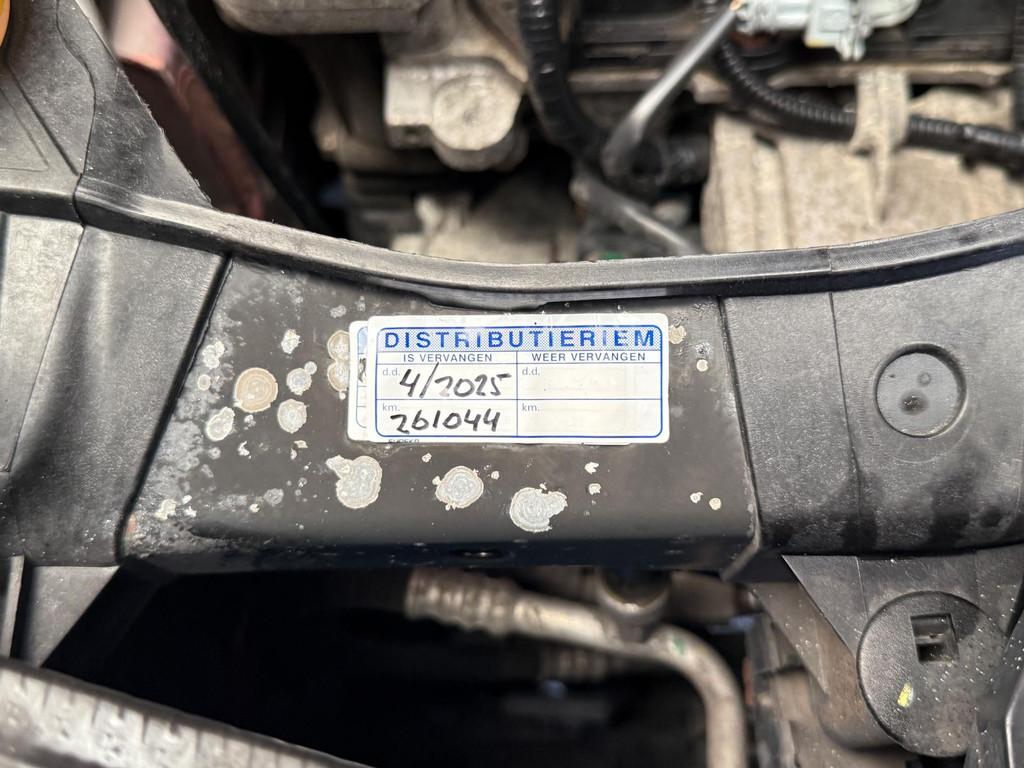 DISTRIBUTIERIEM
IS VERVANGEN WEER VERVANGEN
d.d. 4/2025 d.d.
km. 261044 km.